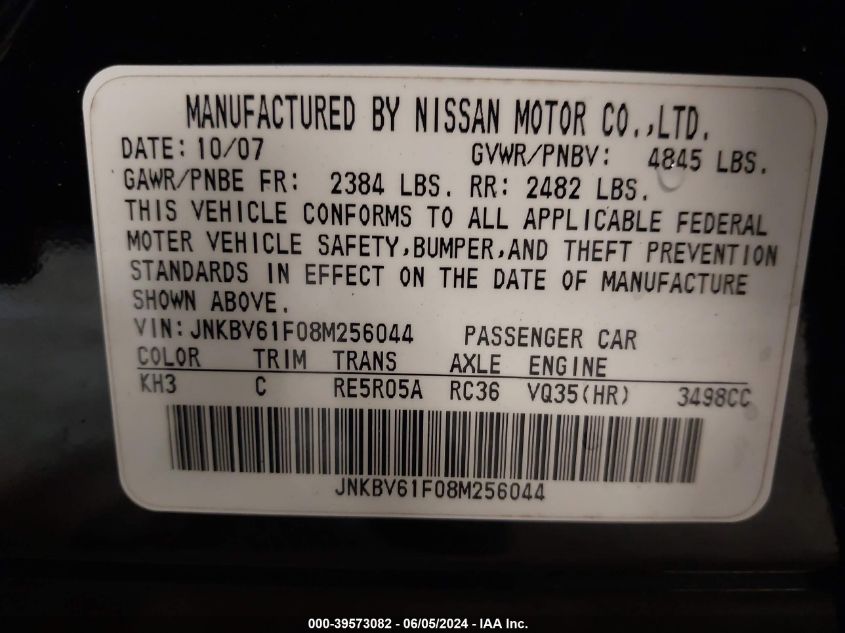 MANUFACTURED BY NISSAN MOTOR CO.,LTD.
DATE: 10/07 GVWR/PNBV: 4845 LBS.
GAWR/PNBE FR: 2384 LBS. RR: 2482 LBS.
THIS VEHICLE CONFORMS TO ALL APPLICABLE FEDERAL
MOTER VEHICLE SAFETY,BUMPER,AND THEFT PREVENTION
STANDARDS IN EFFECT ON THE DATE OF MANUFACTURE
SHOWN ABOVE.
VIN:JNKBV61F08M256044 PASSENGER CAR
COLOR TRIM TRANS AXLE ENGINE
KH3 C RE5R05A RC36 VQ35(HR) 3498CC
JNKBV61F08M256044
000-39573082 - 06/05/2024 - IAA Inc.